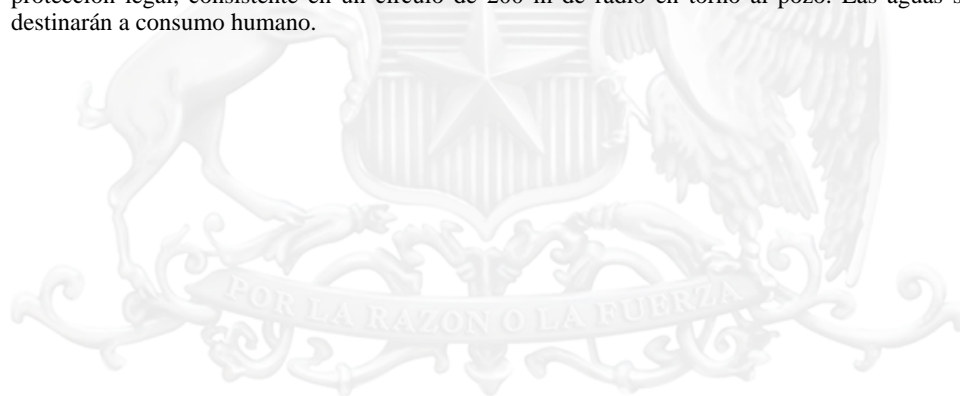 protección legal, consistente en un círculo de 200 m de radio en torno al pozo. Las aguas s
destinarán a consumo humano.
POR LA RAZON O LA FUERZA